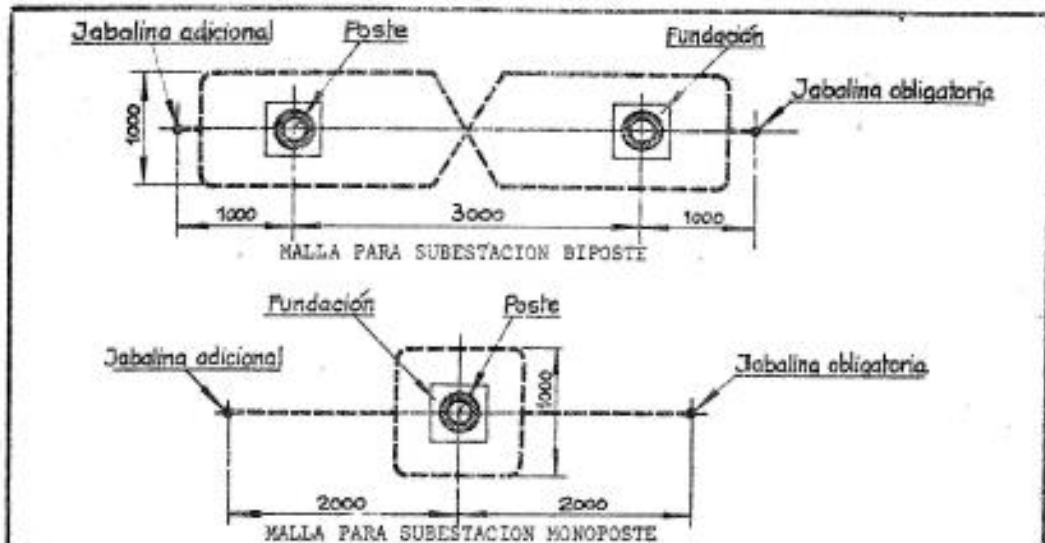 Jabalina adicional
Poste
Fundación
Jabalina obligatoria
1000
1000
3000
1000
MALLA PARA SUBESTACION BIPOSTE
Fundación
Poste
Jabalina adicional
Jabalina obligatoria
1000
2000
2000
MALLA PARA SUBESTACION MONOPOSTE